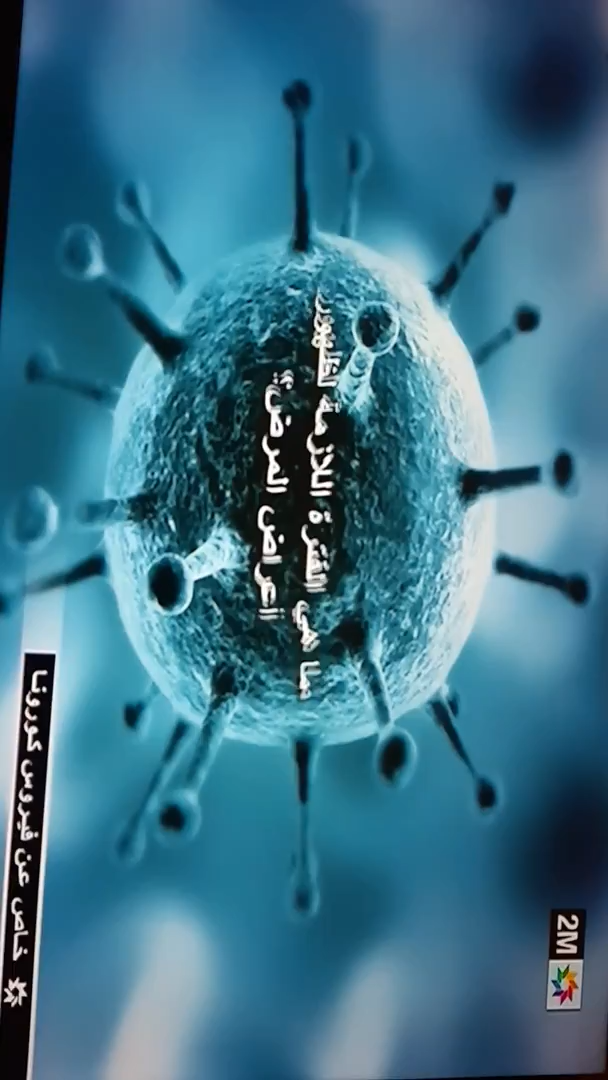 ما هي الفترة اللازمة لظهور
أعراض المرض؟
خاص عن فيروس كورونا
2M